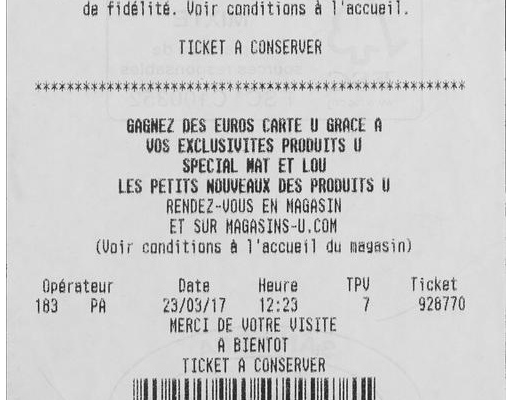 de fidélité. Voir conditions à l'accueil.
TICKET A CONSERVER
******************************************************
GAGNEZ DES EUROS CARTE U GRACE A
VOS EXCLUSIVITES PRODUITS U
SPECIAL MAT ET LOU
LES PETITS NOUVEAUX DES PRODUITS U
RENDEZ-VOUS EN MAGASIN
ET SUR MAGASINS-U.COM
(Voir conditions à l'accueil du magasin)
Opérateur Date Heure TPV Ticket
183 PA 23/03/17 12:23 7 928770
MERCI DE VOTRE VISITE
A BIENTOT
TICKET A CONSERVER